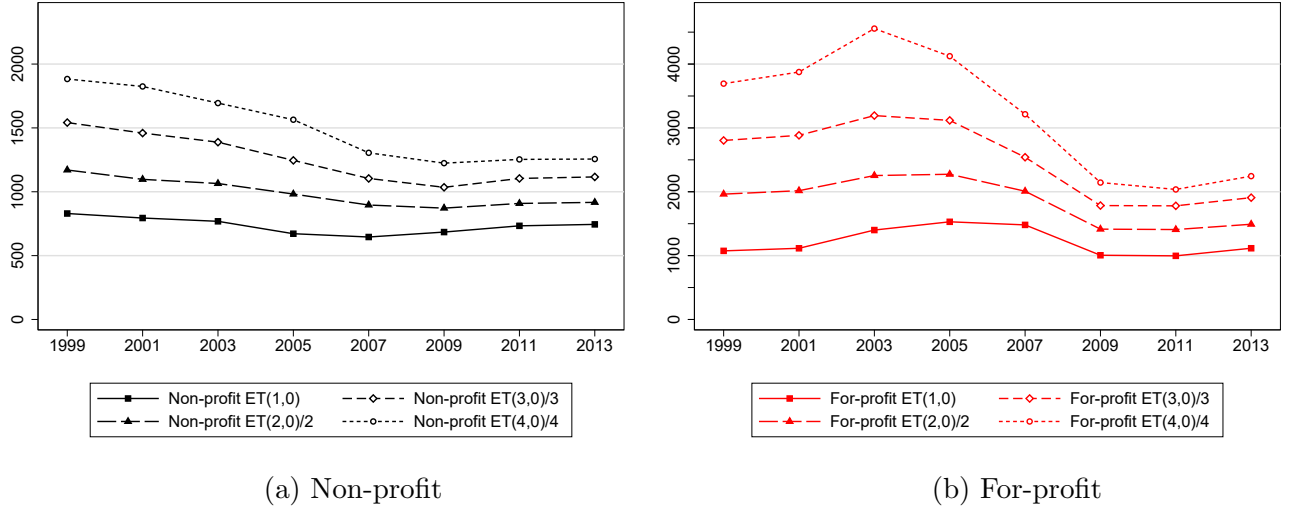 2000
1500
1000
500
0
1999 2001 2003 2005 2007 2009 2011 2013
Non-profit ET(1,0) Non-profit ET(3,0)/3
Non-profit ET(2,0)/2 Non-profit ET(4,0)/4
(a) Non-profit
4000
3000
2000
1000
0
1999 2001 2003 2005 2007 2009 2011 2013
For-profit ET(1,0) For-profit ET(3,0)/3
For-profit ET(2,0)/2 For-profit ET(4,0)/4
(b) For-profit